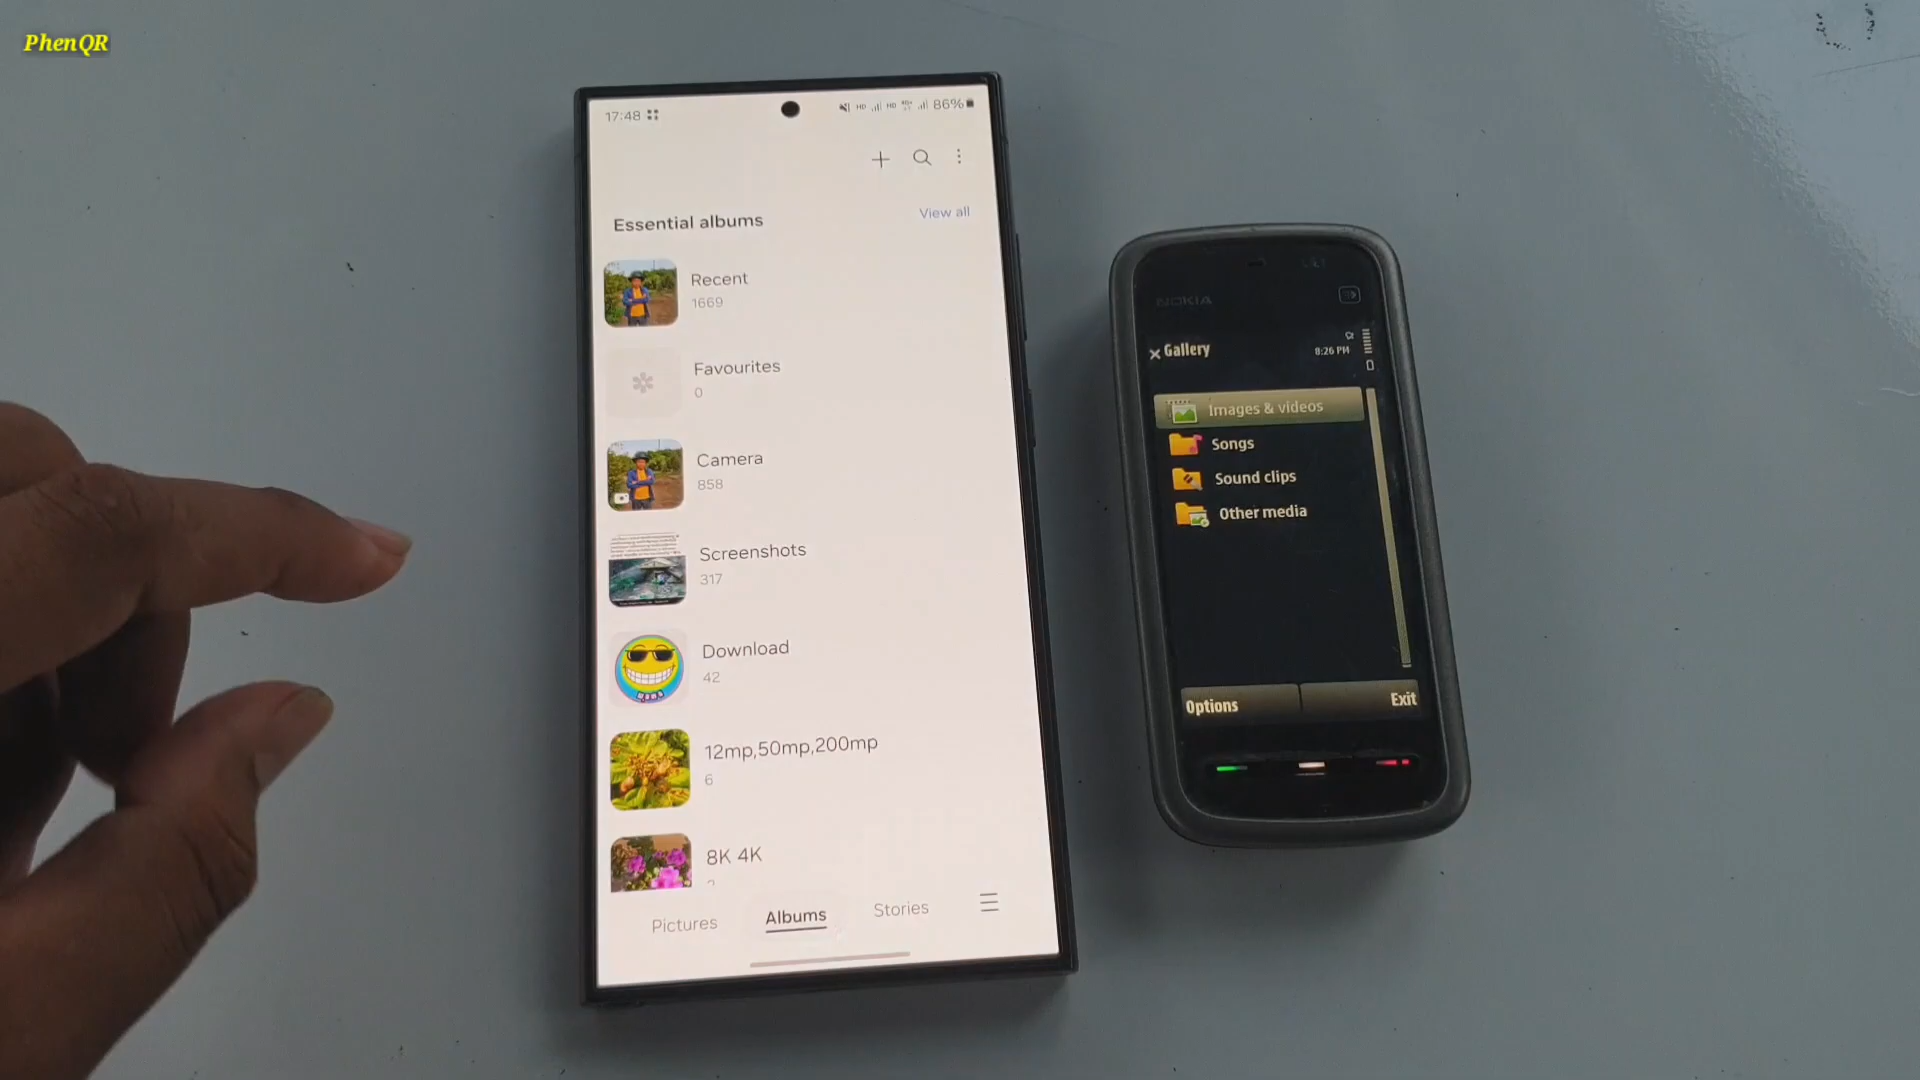 PhenQR
17:48
86%
Essential albums
View all
Recent
1669
Favourites
0
Camera
858
Screenshots
317
Download
42
12mp,50mp,200mp
6
8K 4K
Pictures
Albums
Stories
NOKIA
Gallery
8:26 PM
Images & videos
Songs
Sound clips
Other media
Options
Exit